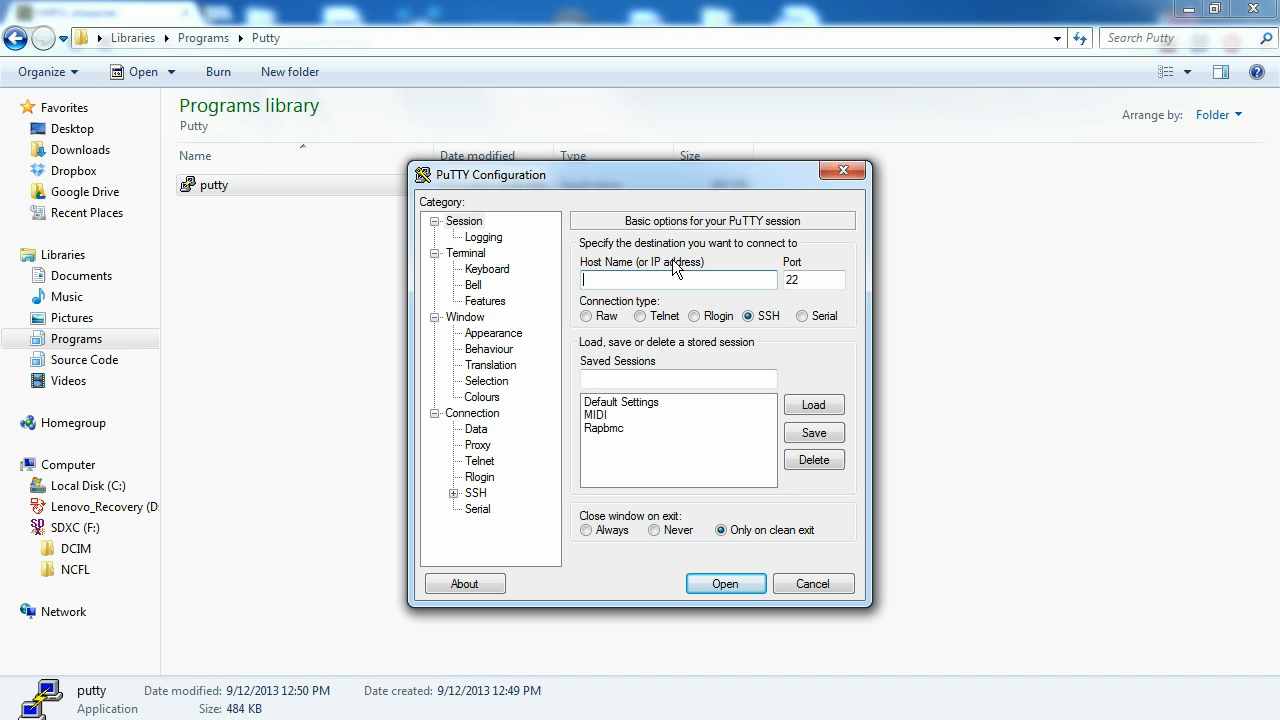 Libraries Programs Putty
Search Putty
Organize Open Burn New folder
Favorites
Desktop
Downloads
Dropbox
Google Drive
Recent Places
Libraries
Documents
Music
Pictures
Programs
Source Code
Videos
Homegroup
Computer
Local Disk (C:)
Lenovo_Recovery (D:
SDXC (F:)
DCIM
NCFL
Network
Programs library
Putty
Arrange by: Folder
Name Date modified Type Size
putty
PuTTY Configuration
Category:
Session
Logging
Terminal
Keyboard
Bell
Features
Window
Appearance
Behaviour
Translation
Selection
Colours
Connection
Data
Proxy
Telnet
Rlogin
SSH
Serial
Basic options for your PuTTY session
Specify the destination you want to connect to
Host Name (or IP address) Port
22
Connection type:
Raw Telnet Rlogin SSH Serial
Load, save or delete a stored session
Saved Sessions
Default Settings
MIDI
Rapbmc
Load
Save
Delete
Close window on exit:
Always Never Only on clean exit
About Open Cancel
putty Date modified: 9/12/2013 12:50 PM Date created: 9/12/2013 12:49 PM
Application Size: 484 KB